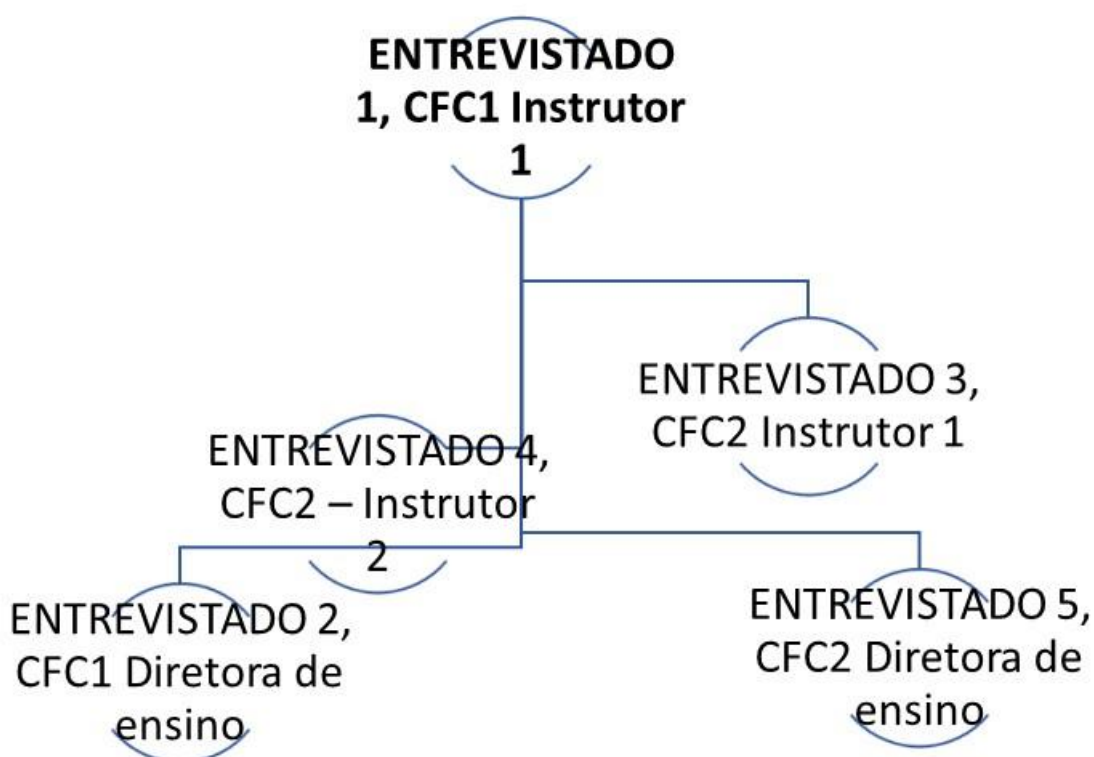 ENTREVISTADO
1, CFC1 Instrutor
1
ENTREVISTADO 3,
CFC2 Instrutor 1
ENTREVISTADO 4,
CFC2 – Instrutor
2
ENTREVISTADO 2,
CFC1 Diretora de
ensino
ENTREVISTADO 5,
CFC2 Diretora de
ensino